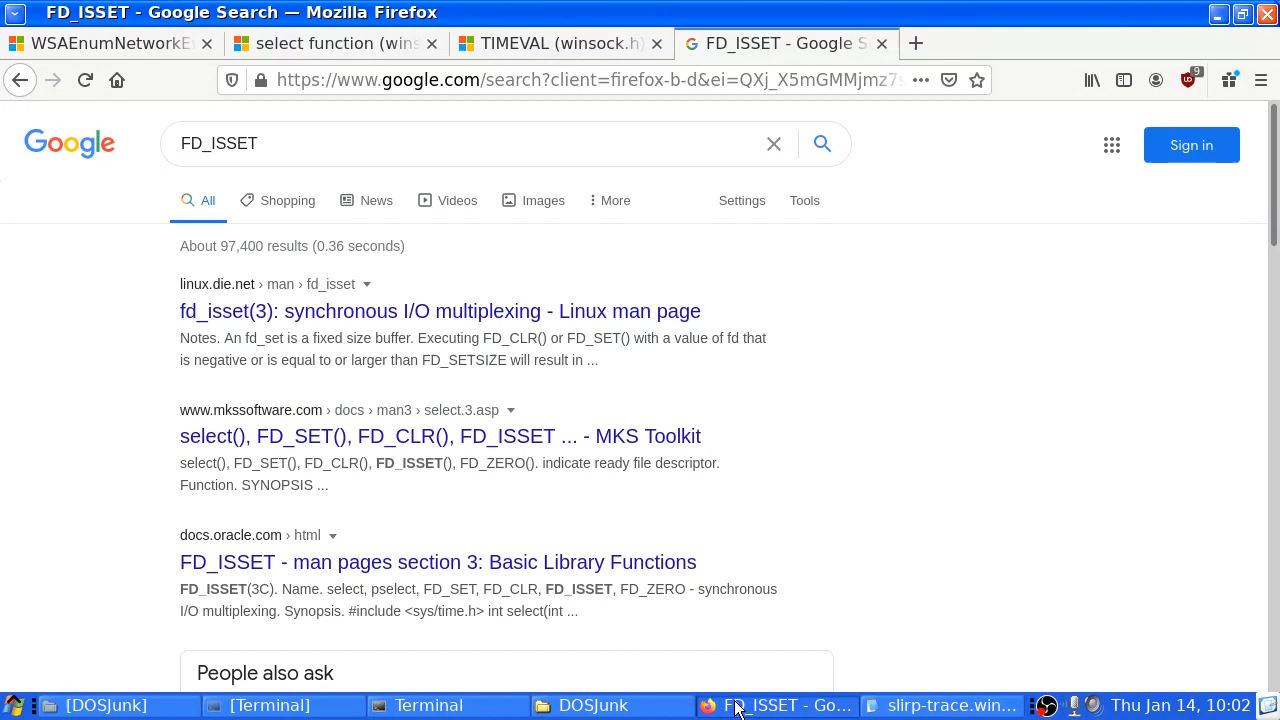 FD_ISSET - Google Search — Mozilla Firefox
WSAEnumNetworkEv
select function (wins
TIMEVAL (winsock.h)
FD_ISSET - Google S
https://www.google.com/search?client=firefox-b-d&ei=QXj_X5mGMMjmz7s
9
Google
FD_ISSET
Sign in
All
Shopping
News
Videos
Images
More
Settings
Tools
About 97,400 results (0.36 seconds)
linux.die.net › man › fd_isset
fd_isset(3): synchronous I/O multiplexing - Linux man page
Notes. An fd_set is a fixed size buffer. Executing FD_CLR() or FD_SET() with a value of fd that
is negative or is equal to or larger than FD_SETSIZE will result in ...
www.mkssoftware.com › docs › man3 › select.3.asp
select(), FD_SET(), FD_CLR(), FD_ISSET ... - MKS Toolkit
select(), FD_SET(), FD_CLR(), FD_ISSET(), FD_ZERO(). indicate ready file descriptor.
Function. SYNOPSIS ...
docs.oracle.com › html
FD_ISSET - man pages section 3: Basic Library Functions
FD_ISSET(3C). Name. select, pselect, FD_SET, FD_CLR, FD_ISSET, FD_ZERO - synchronous
I/O multiplexing. Synopsis. #include <sys/time.h> int select(int ...
People also ask
[DOSJunk]
[Terminal]
Terminal
DOSJunk
FD_ISSET - Go...
slirp-trace.win...
Thu Jan 14, 10:02